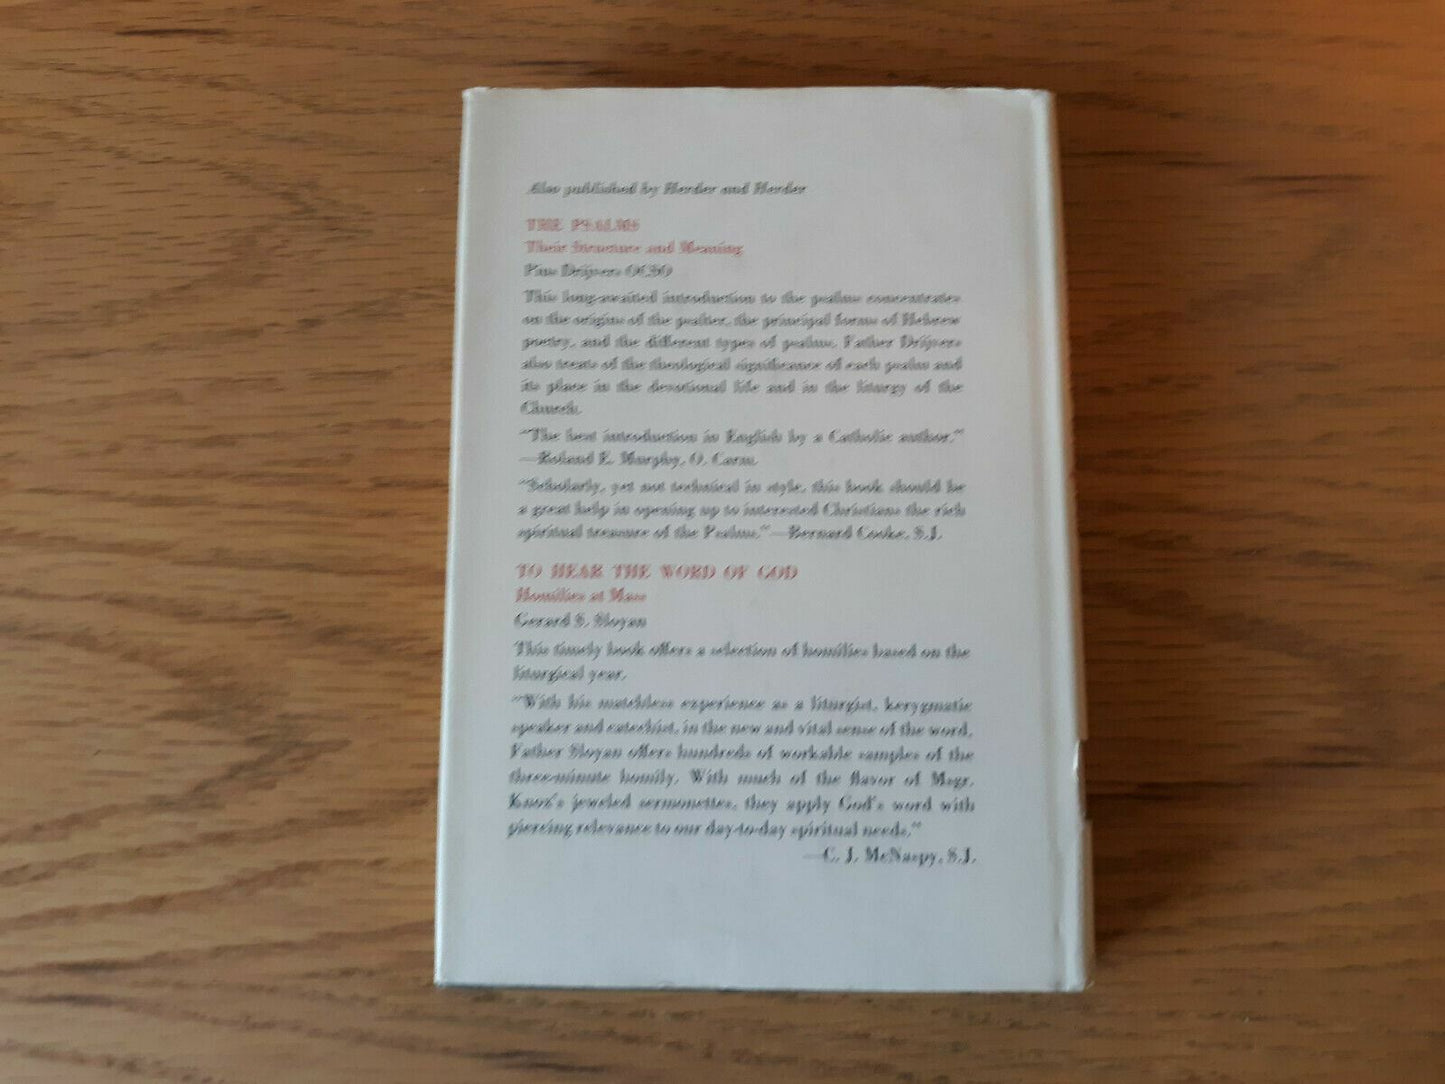 Also published by Herder and Herder
THE PSALMS
Their Structure and Meaning
Pius Drijvers OCSO
This long-awaited introduction to the psalms concentrates
on the origins of the psalter, the principal forms of Hebrew
poetry, and the different types of psalms. Father Drijvers
also treats of the theological significance of each psalm and
its place in the devotional life and in the liturgy of the
Church.
"The best introduction in English by a Catholic author."
—Roland E. Murphy, O. Carm.
"Scholarly, yet not technical in style, this book should be
a great help in opening up to interested Christians the rich
spiritual treasure of the Psalms."—Bernard Cooke, S.J.
TO HEAR THE WORD OF GOD
Homilies at Mass
Gerard S. Sloyan
This timely book offers a selection of homilies based on the
liturgical year.
"With his matchless experience as a liturgist, kerygmatic
speaker and catechist, in the new and vital sense of the word,
Father Sloyan offers hundreds of workable samples of the
three-minute homily. With much of the flavor of Msgr.
Knox's jeweled sermonettes, they apply God's word with
piercing relevance to our day-to-day spiritual needs."
—C. J. McNaspy, S.J.